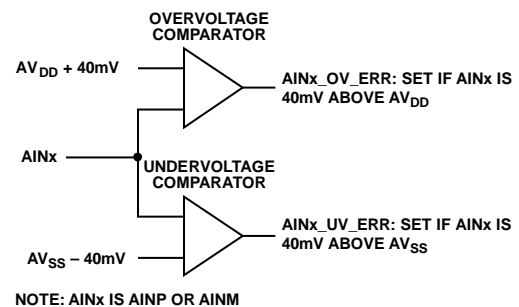 OVERVOLTAGE
COMPARATOR
AVDD + 40mV
AINx_OV_ERR: SET IF AINx IS
40mV ABOVE AVDD
AINx
UNDERVOLTAGE
COMPARATOR
AINx_UV_ERR: SET IF AINx IS
40mV ABOVE AVSS
AVSS – 40mV
NOTE: AINx IS AINP OR AINM